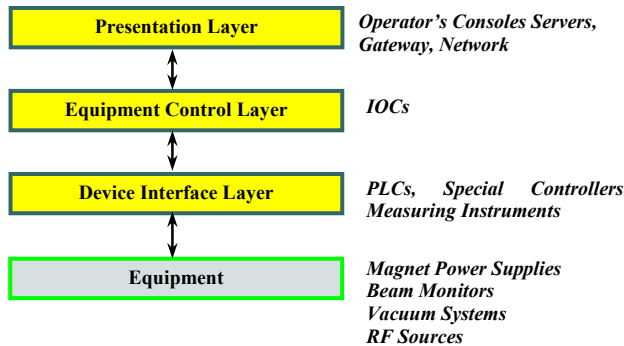 Presentation Layer
Operator's Consoles Servers,
Gateway, Network
Equipment Control Layer
IOCs
Device Interface Layer
PLCs, Special Controllers
Measuring Instruments
Equipment
Magnet Power Supplies
Beam Monitors
Vacuum Systems
RF Sources